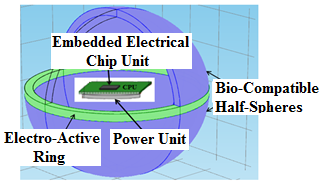 Embedded Electrical
Chip Unit
CPU
Bio-Compatible
Half-Spheres
Electro-Active
Ring
Power Unit